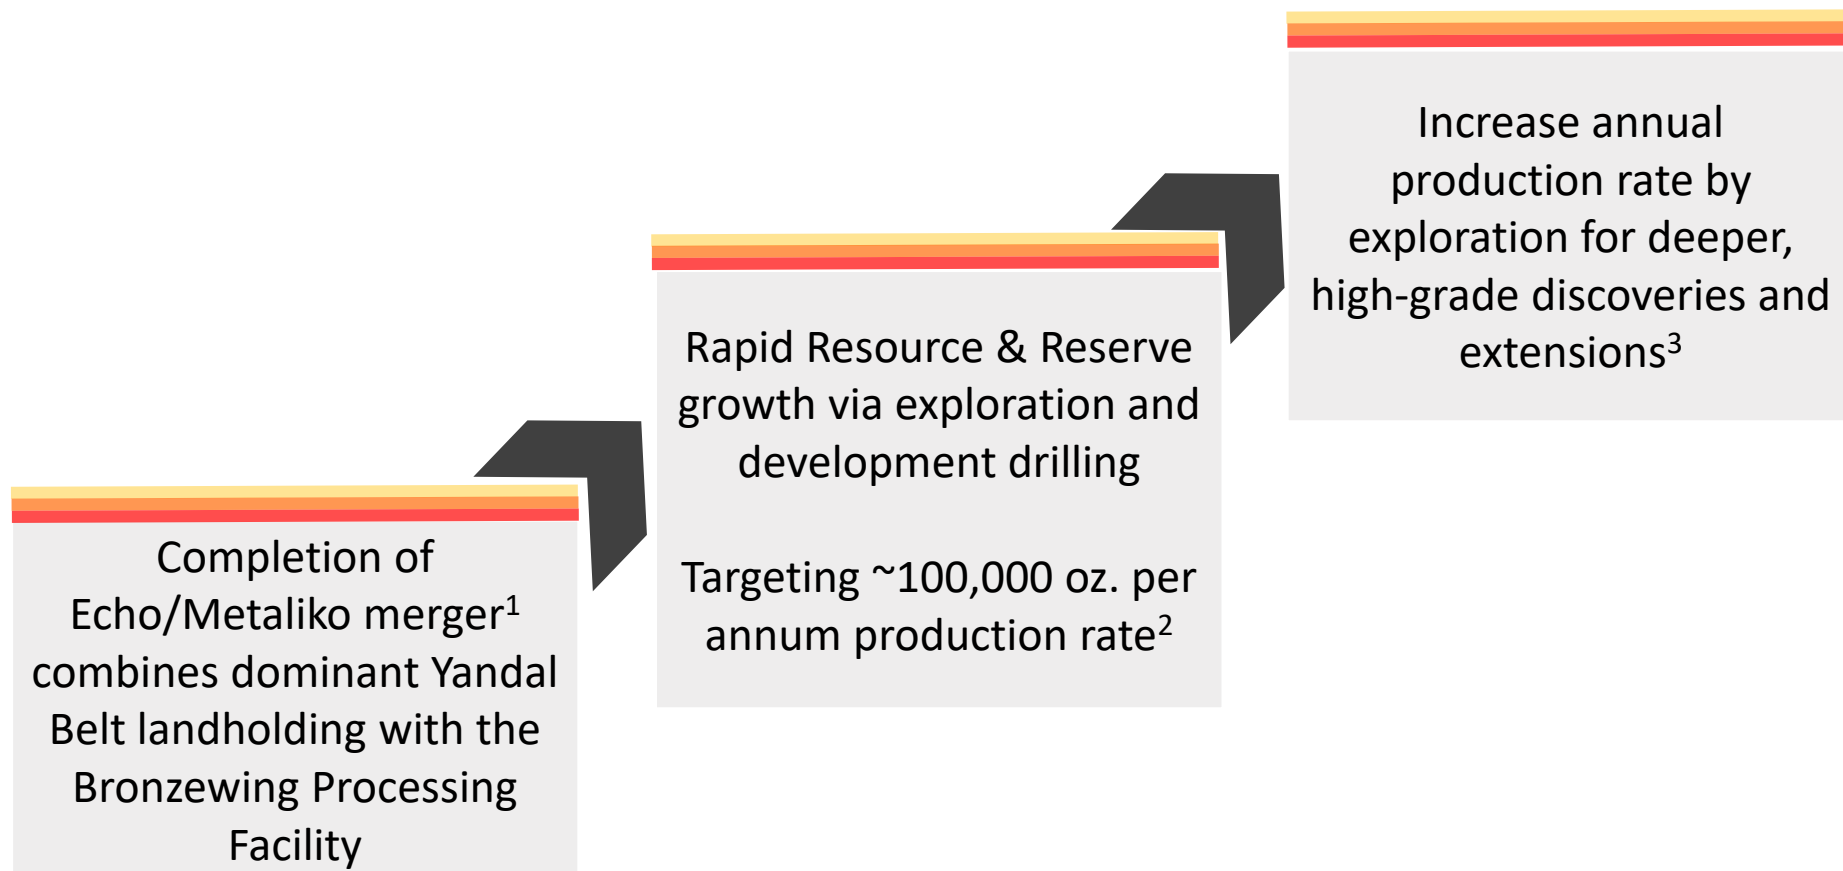 Completion of
Echo/Metaliko merger¹
combines dominant Yandal
Belt landholding with the
Bronzewing Processing
Facility
Rapid Resource & Reserve
growth via exploration and
development drilling
Targeting ~100,000 oz. per
annum production rate²
Increase annual
production rate by
exploration for deeper,
high-grade discoveries and
extensions³